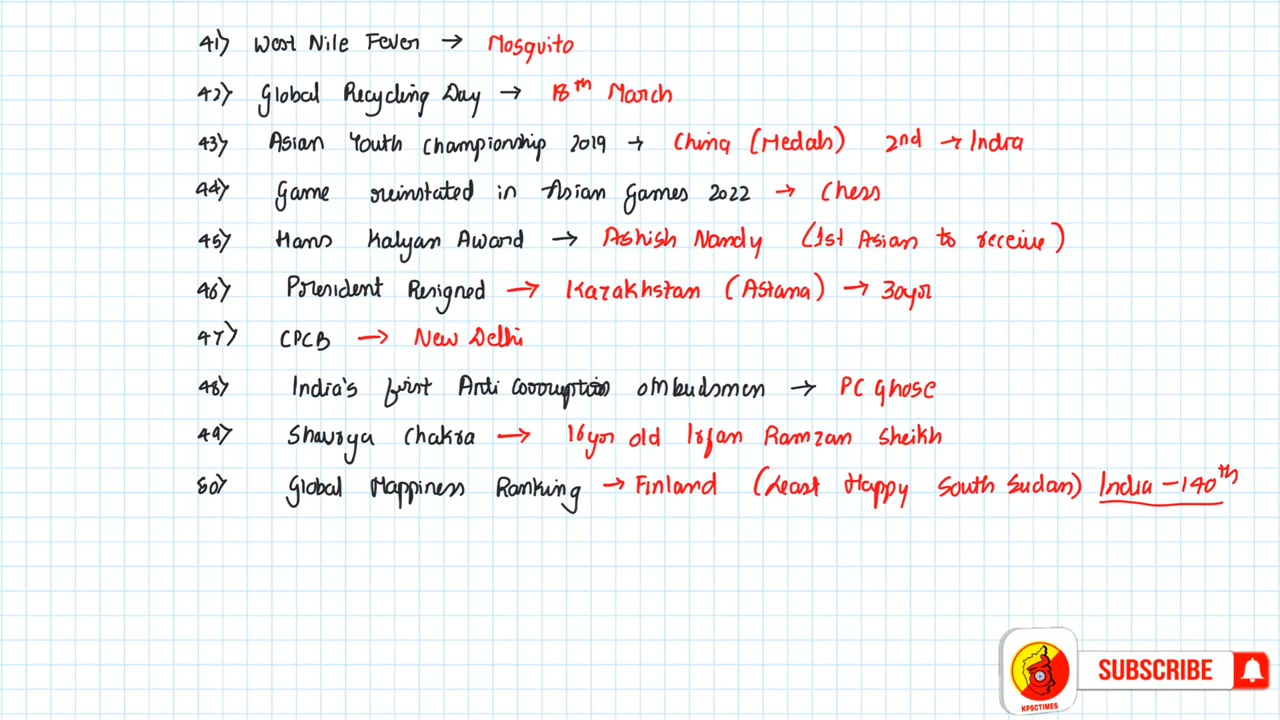 41) West Nile Fever → Mosquito
42) Global Recycling Day → 18th March
43) Asian Youth Championship 2019 → China (Medals) 2nd → India
44) Game reinstated in Asian Games 2022 → Chess
45) Hans Kalyan Award → Ashish Nandy (1st Asian to receive)
46) President Resigned → Kazakhstan (Astana) → 30yr
47) CPCB → New Delhi
48) India's first Anti Corruption ombudsmen → PC Ghose
49) Shaurya Chakra → 16yr old Irfan Ramzan Sheikh
50) Global Happiness Ranking → Finland (Least Happy South Sudan) India - 140th
SUBSCRIBE
KPSCTIMES